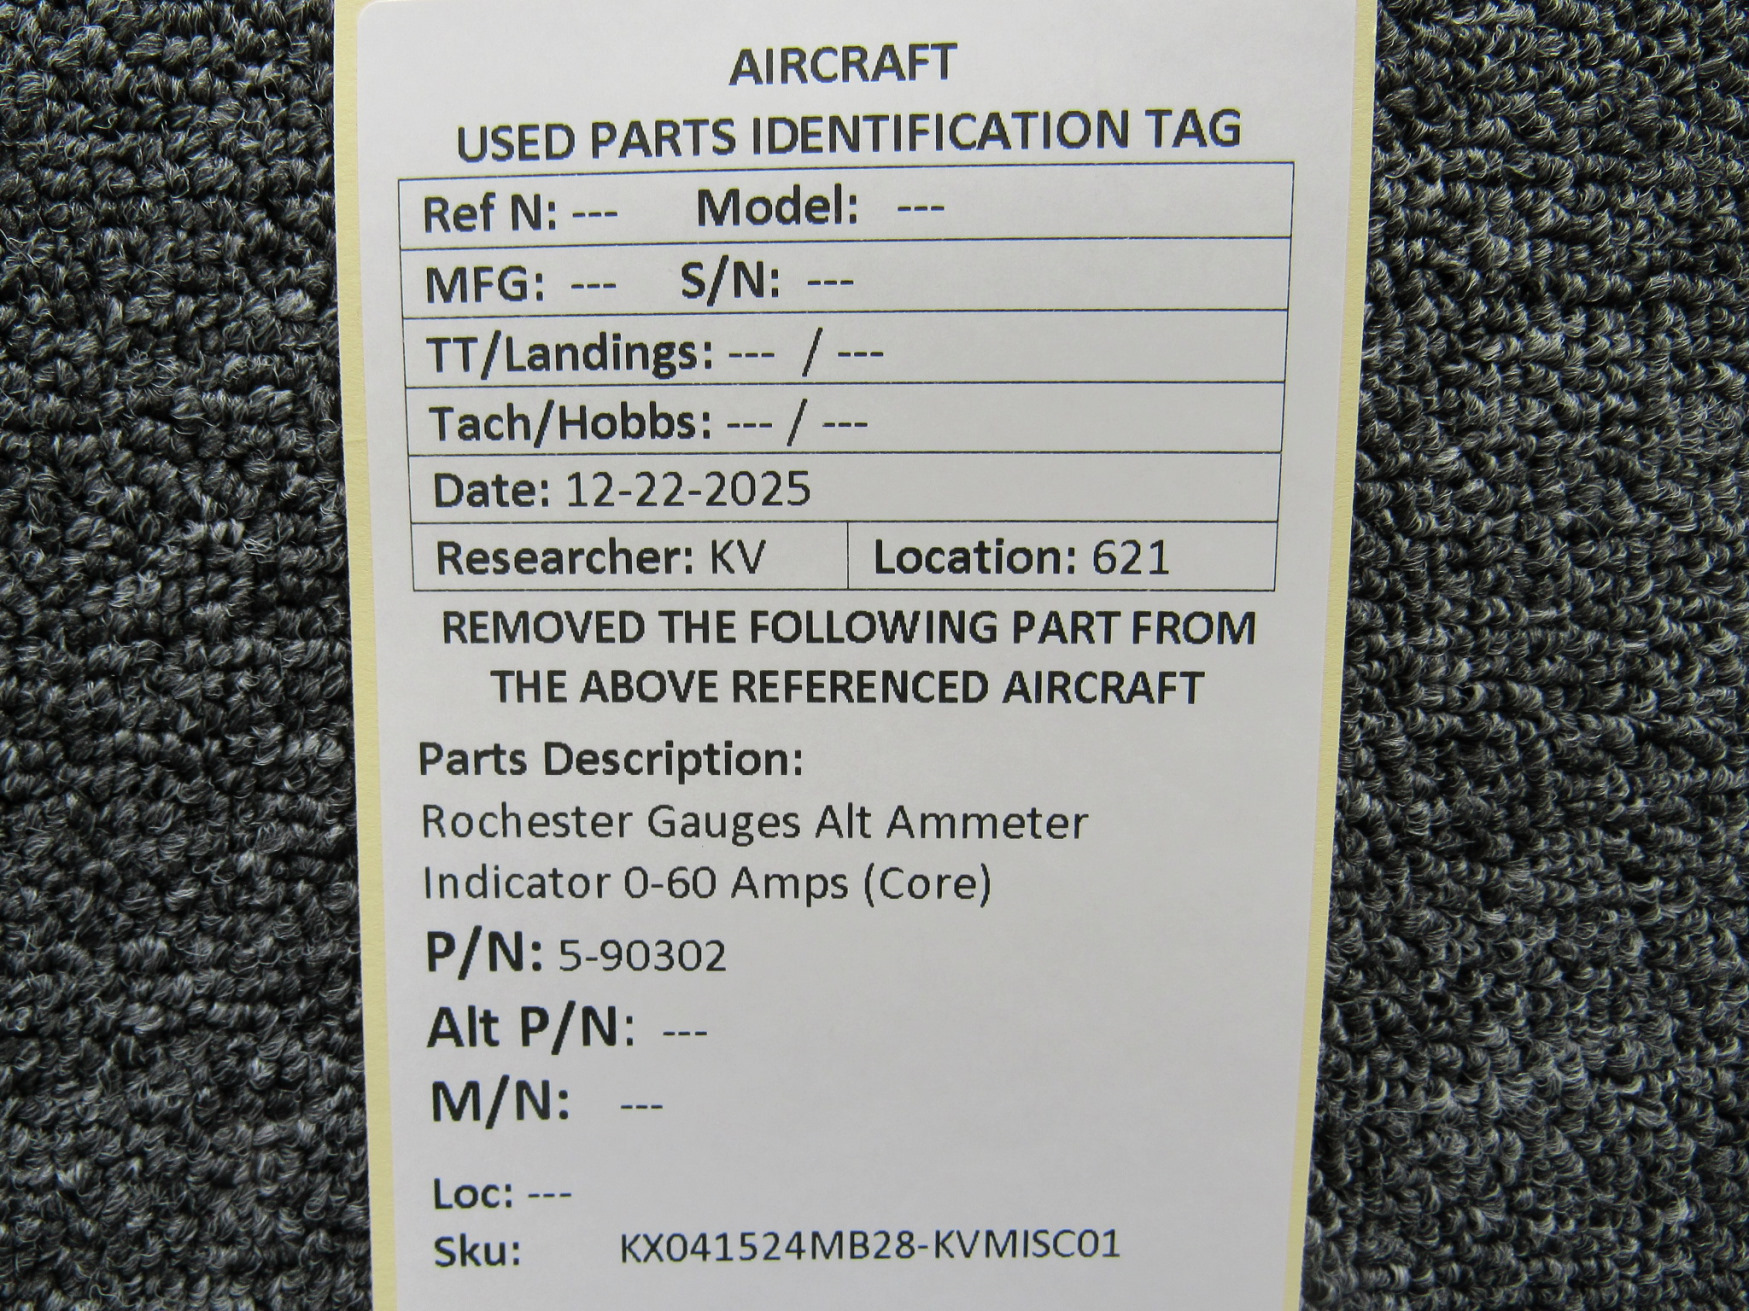 AIRCRAFT
USED PARTS IDENTIFICATION TAG
Ref N: --- Model: ---
MFG: --- S/N: ---
TT/Landings: --- / ---
Tach/Hobbs: --- / ---
Date: 12-22-2025
Researcher: KV Location: 621
REMOVED THE FOLLOWING PART FROM
THE ABOVE REFERENCED AIRCRAFT
Parts Description:
Rochester Gauges Alt Ammeter
Indicator 0-60 Amps (Core)
P/N: 5-90302
Alt P/N: ---
M/N: ---
Loc: ---
Sku: KX041524MB28-KVMISC01